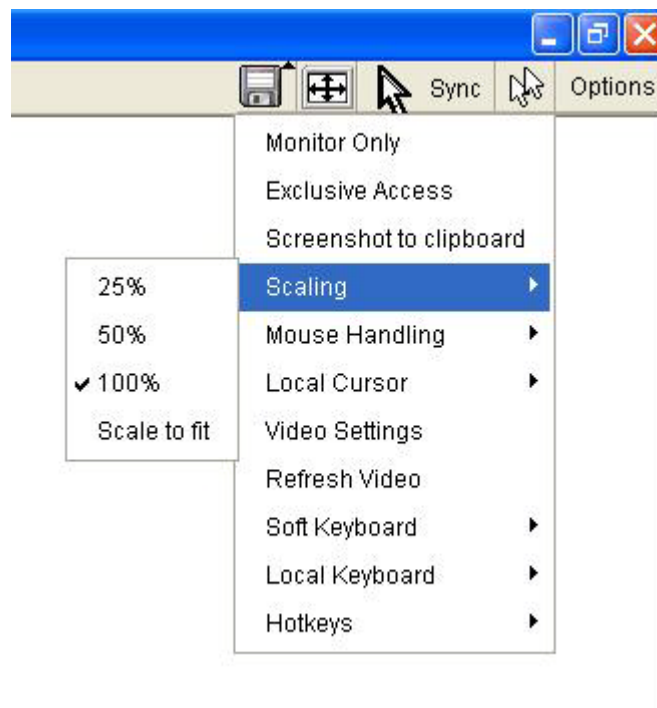 Sync Options
Monitor Only
Exclusive Access
Screenshot to clipboard
Scaling
Mouse Handling
Local Cursor
Video Settings
Refresh Video
Soft Keyboard
Local Keyboard
Hotkeys
25%
50%
100%
Scale to fit